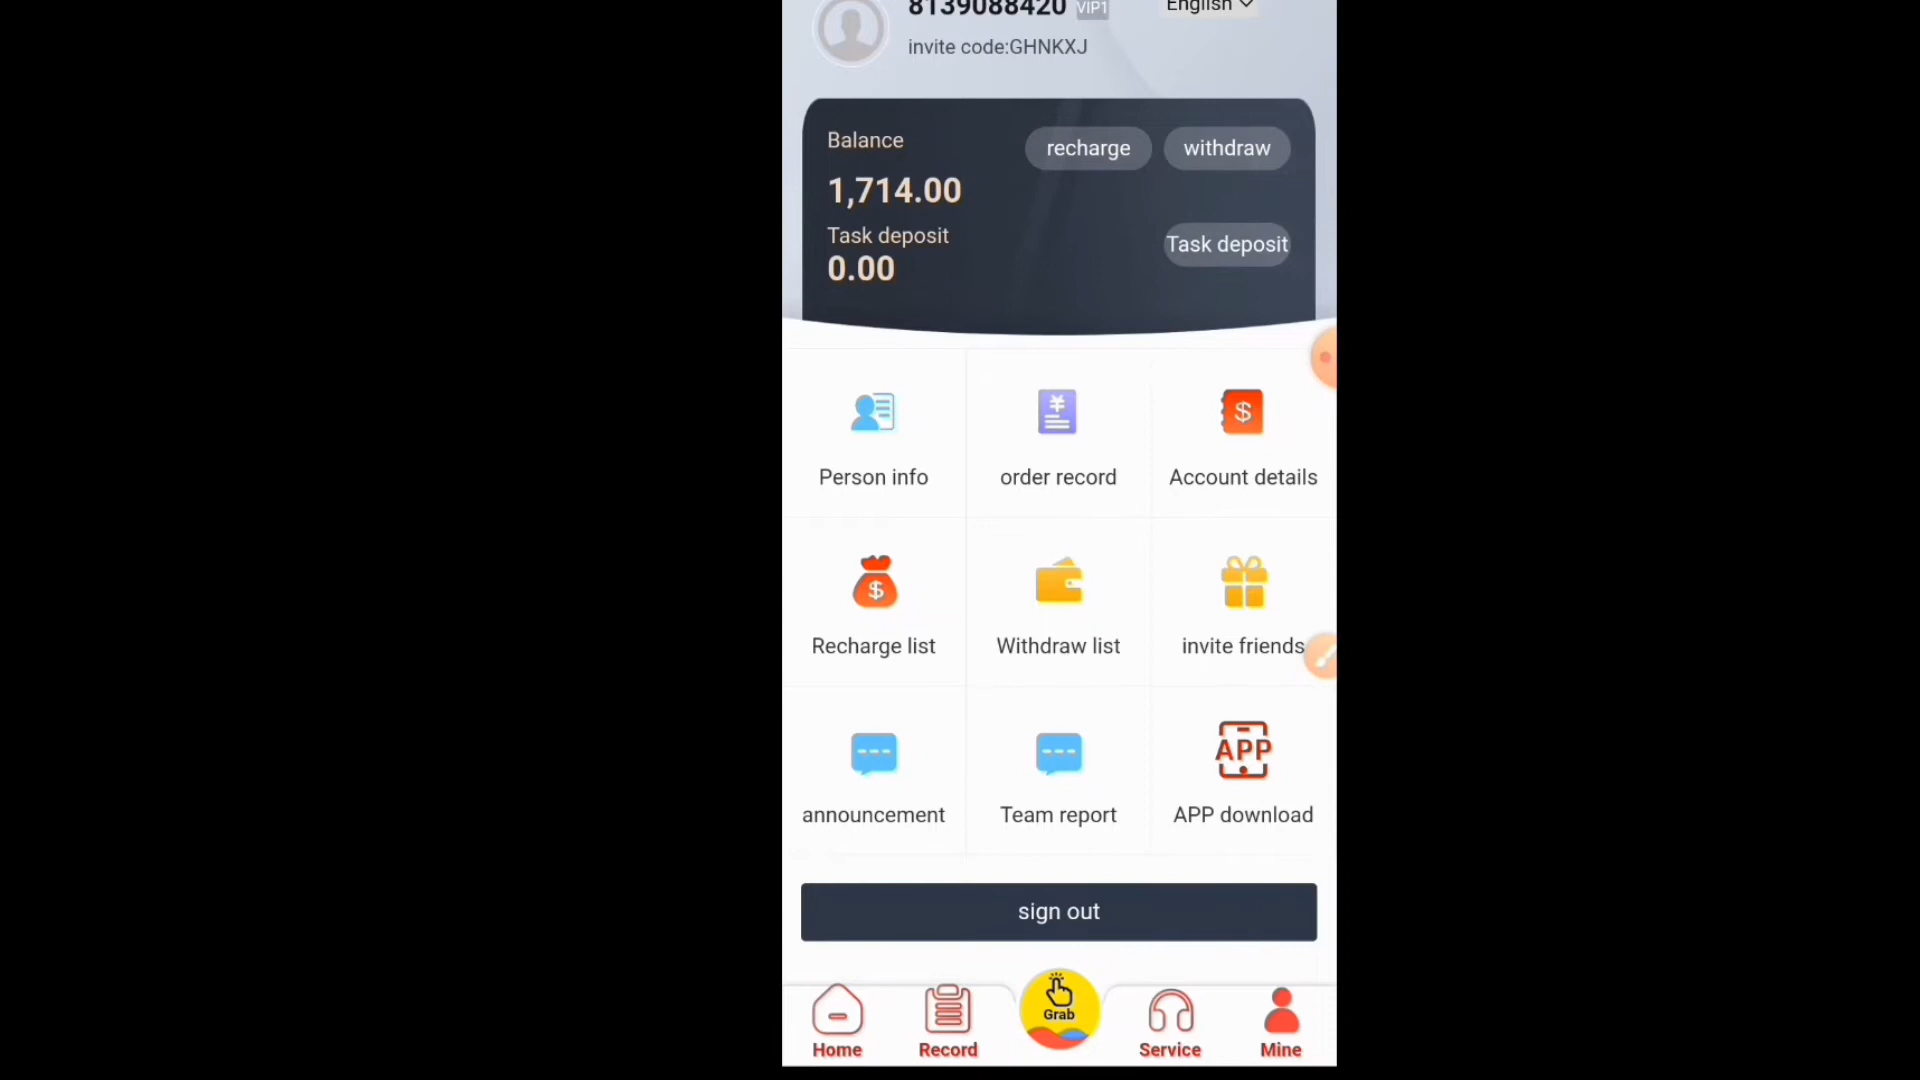 8139088420 VIP1 English
invite code:GHNKXJ
Balance
recharge withdraw
1,714.00
Task deposit
Task deposit
0.00
¥ $
Person info order record Account details
$
Recharge list Withdraw list invite friends
APP
announcement Team report APP download
sign out
Grab
Home Record Service Mine